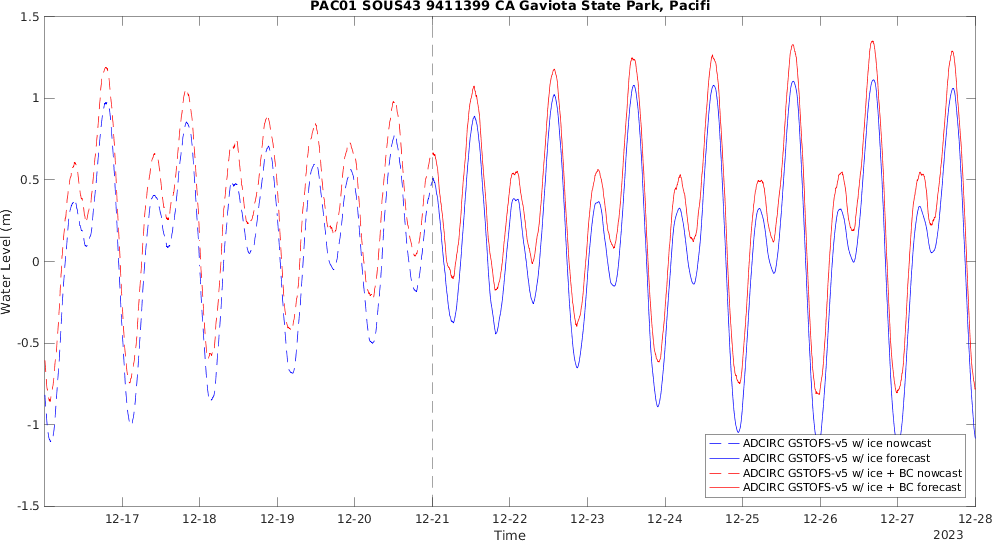 PAC01 SOUS43 9411399 CA Gaviota State Park, Pacifi
1.5
1
0.5
0
-0.5
-1
-1.5
Water Level (m)
ADCIRC GSTOFS-v5 w/ ice nowcast
ADCIRC GSTOFS-v5 w/ ice forecast
ADCIRC GSTOFS-v5 w/ ice + BC nowcast
ADCIRC GSTOFS-v5 w/ ice + BC forecast
12-17 12-18 12-19 12-20 12-21 12-22 12-23 12-24 12-25 12-26 12-27 12-28
Time
2023